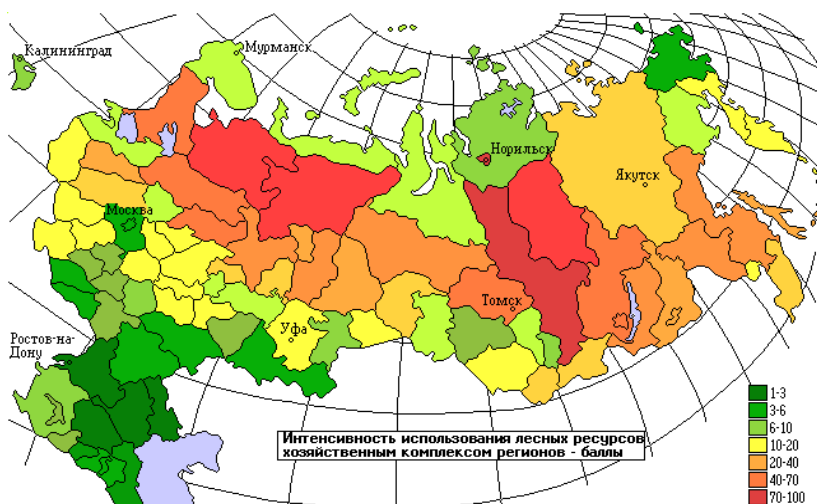 Калининград
Мурманск
Норильск
Якутск
Москва
Томск
Уфа
Ростов-на-
Дону
Интенсивность использования лесных ресурсов
хозяйственным комплексом регионов - баллы
1-3
3-6
6-10
10-20
20-40
40-70
70-100